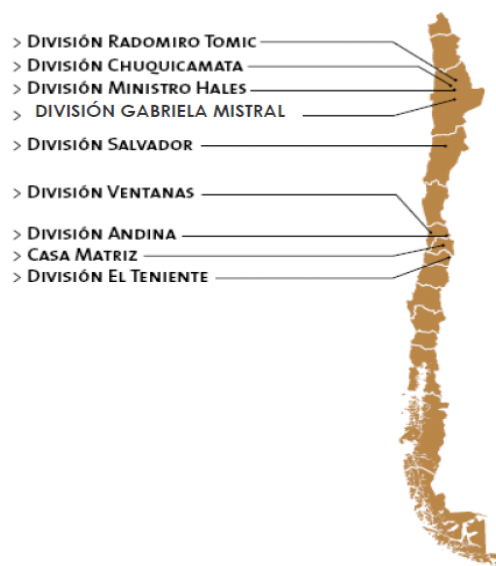 > DIVISIÓN RADOMIRO TOMIC
> DIVISIÓN CHUQUICAMATA
> DIVISIÓN MINISTRO HALES
> DIVISIÓN GABRIELA MISTRAL
> DIVISIÓN SALVADOR
> DIVISIÓN VENTANAS
> DIVISIÓN ANDINA
> CASA MATRIZ
> DIVISIÓN EL TENIENTE